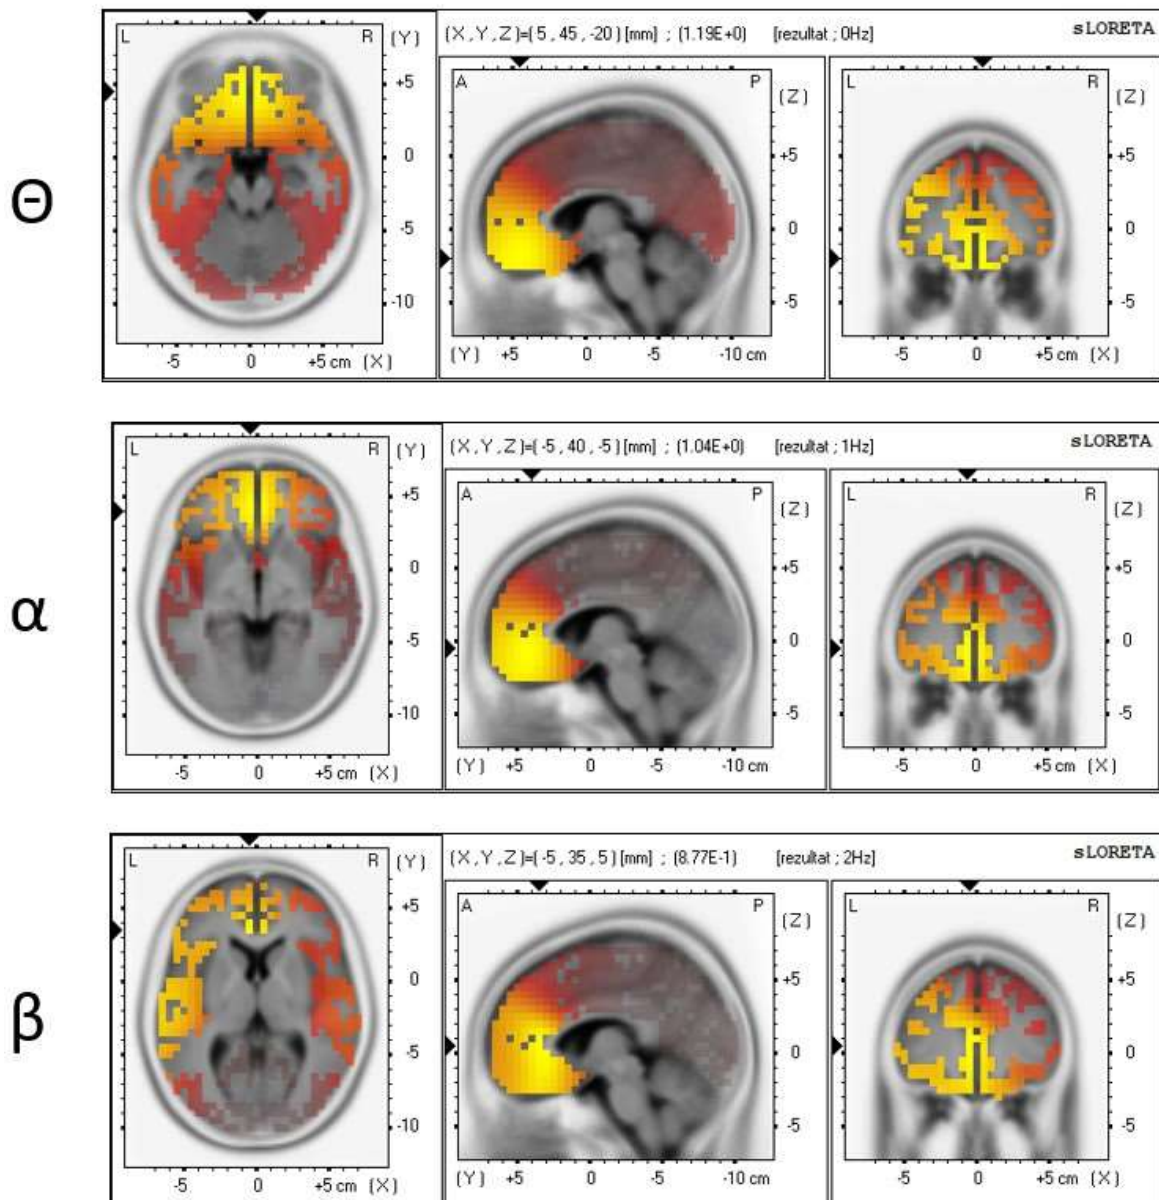 Θ
(X, Y, Z)=( 5 , 45 , -20 ) [mm] ; (1.19E+0) [rezultat ; 0Hz] sLORETA
L R (Y)
+5
0
-5
-10
-5 0 +5 cm (X)
A P (Z)
+5
0
-5
(Y) +5 0 -5 -10 cm
L R (Z)
+5
0
-5
-5 0 +5 cm (X)
α
(X, Y, Z)=( -5 , 40 , -5 ) [mm] ; (1.04E+0) [rezultat ; 1Hz] sLORETA
L R (Y)
+5
0
-5
-10
-5 0 +5 cm (X)
A P (Z)
+5
0
-5
(Y) +5 0 -5 -10 cm
L R (Z)
+5
0
-5
-5 0 +5 cm (X)
β
(X, Y, Z)=( -5 , 35 , 5 ) [mm] ; (8.77E-1) [rezultat ; 2Hz] sLORETA
L R (Y)
+5
0
-5
-10
-5 0 +5 cm (X)
A P (Z)
+5
0
-5
(Y) +5 0 -5 -10 cm
L R (Z)
+5
0
-5
-5 0 +5 cm (X)